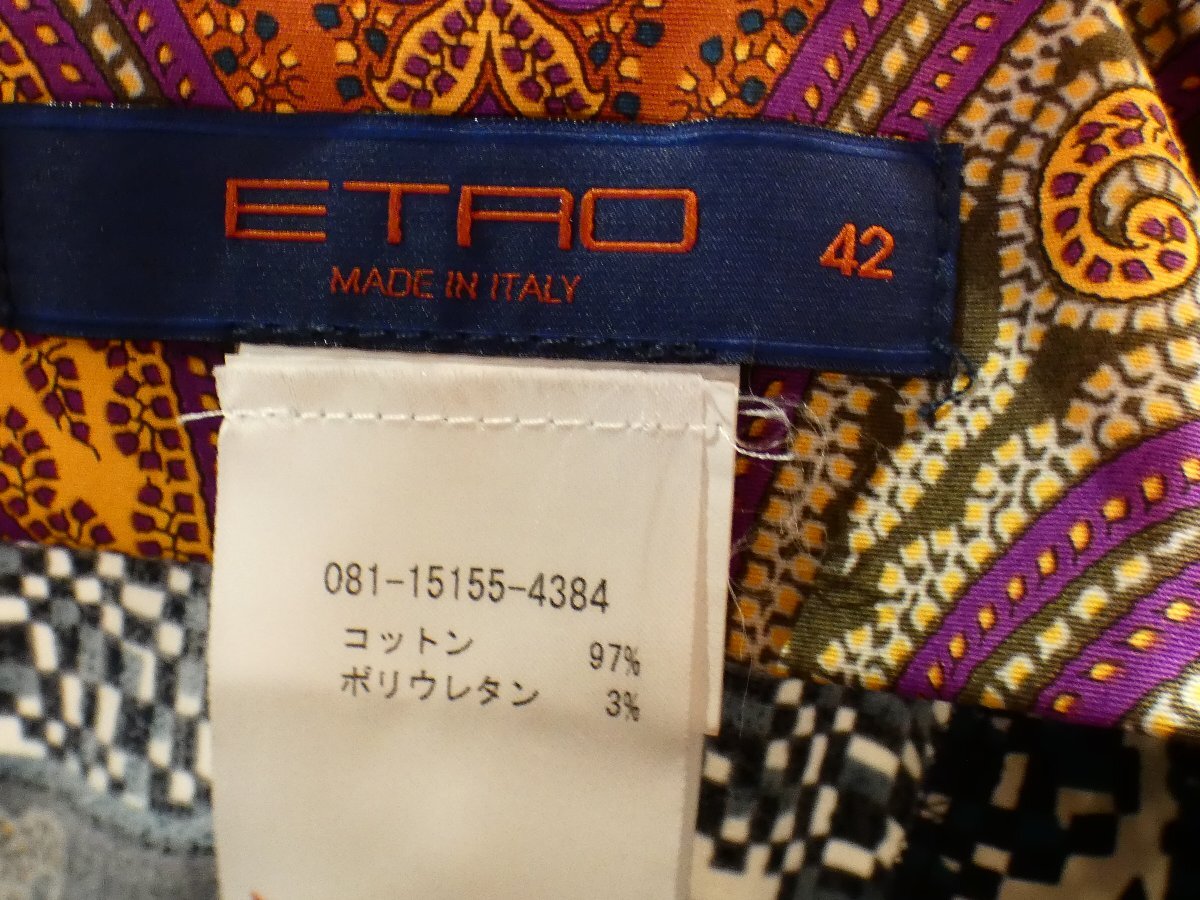 ETRO 42
MADE IN ITALY
081-15155-4384
コットン 97%
ポリウレタン 3%